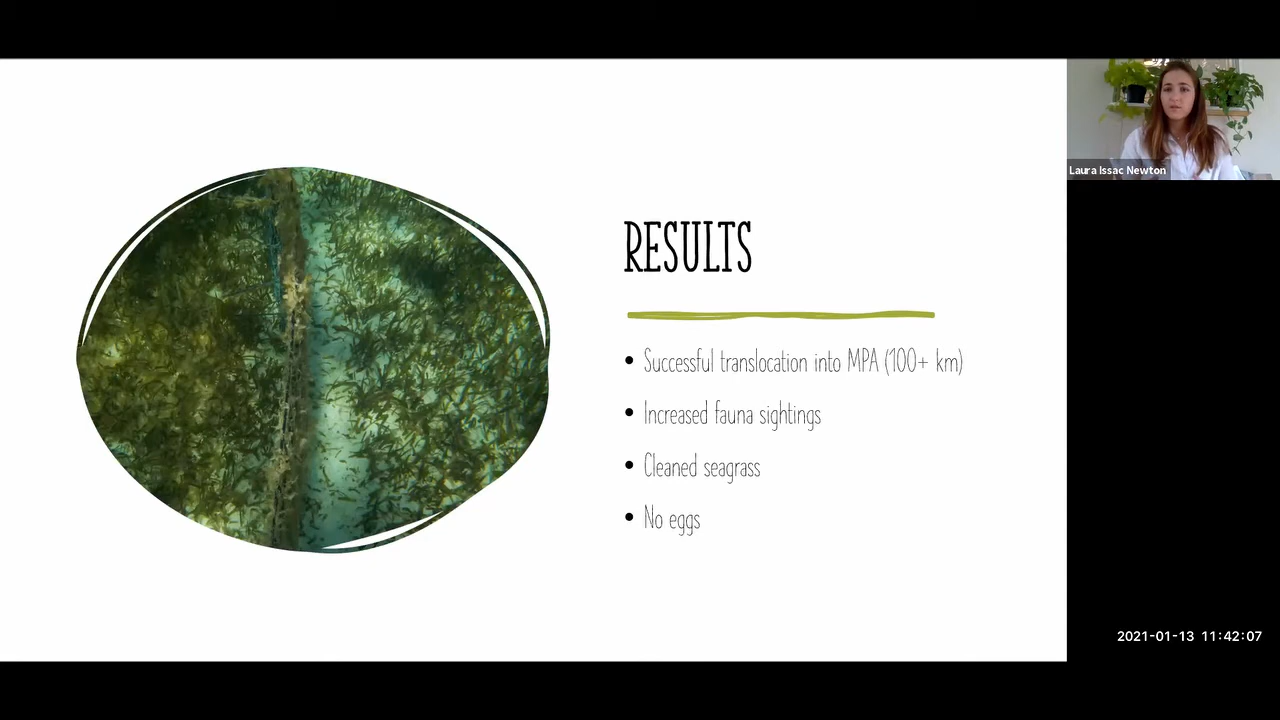 Laura Issac Newton
RESULTS
• Successful translocation into MPA (100+ km)
• Increased fauna sightings
• Cleaned seagrass
• No eggs
2021-01-13 11:42:07